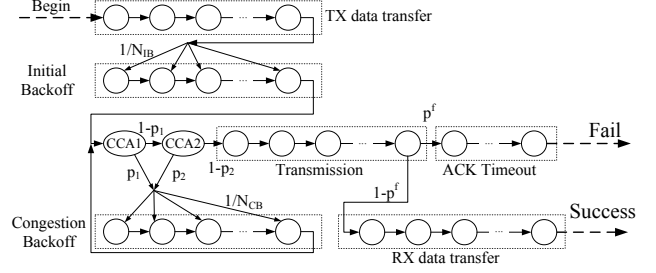 Begin
TX data transfer
1/N_IB
Initial
Backoff
p^f
1-p_1
Fail
CCA1
CCA2
1-p_2
Transmission
ACK Timeout
p_1
p_2
1-p^f
1/N_CB
Congestion
Backoff
Success
RX data transfer